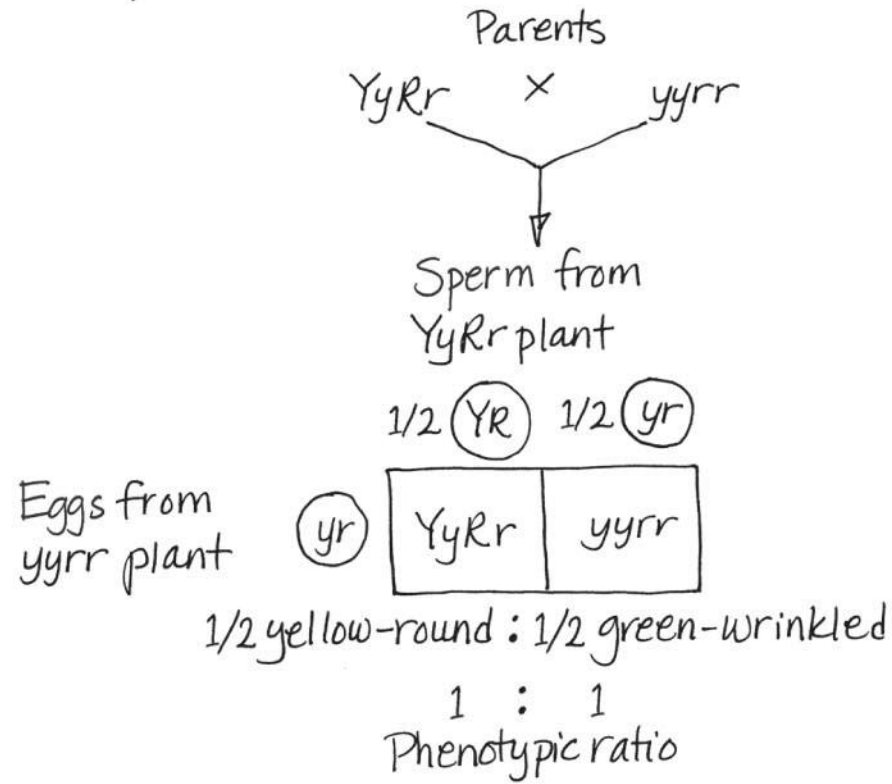 Parents
YyRr × yyrr
Sperm from
YyRr plant
1/2 YR 1/2 yr
Eggs from
yyrr plant
yr YyRr yyrr
1/2 yellow-round : 1/2 green-wrinkled
1 : 1
Phenotypic ratio